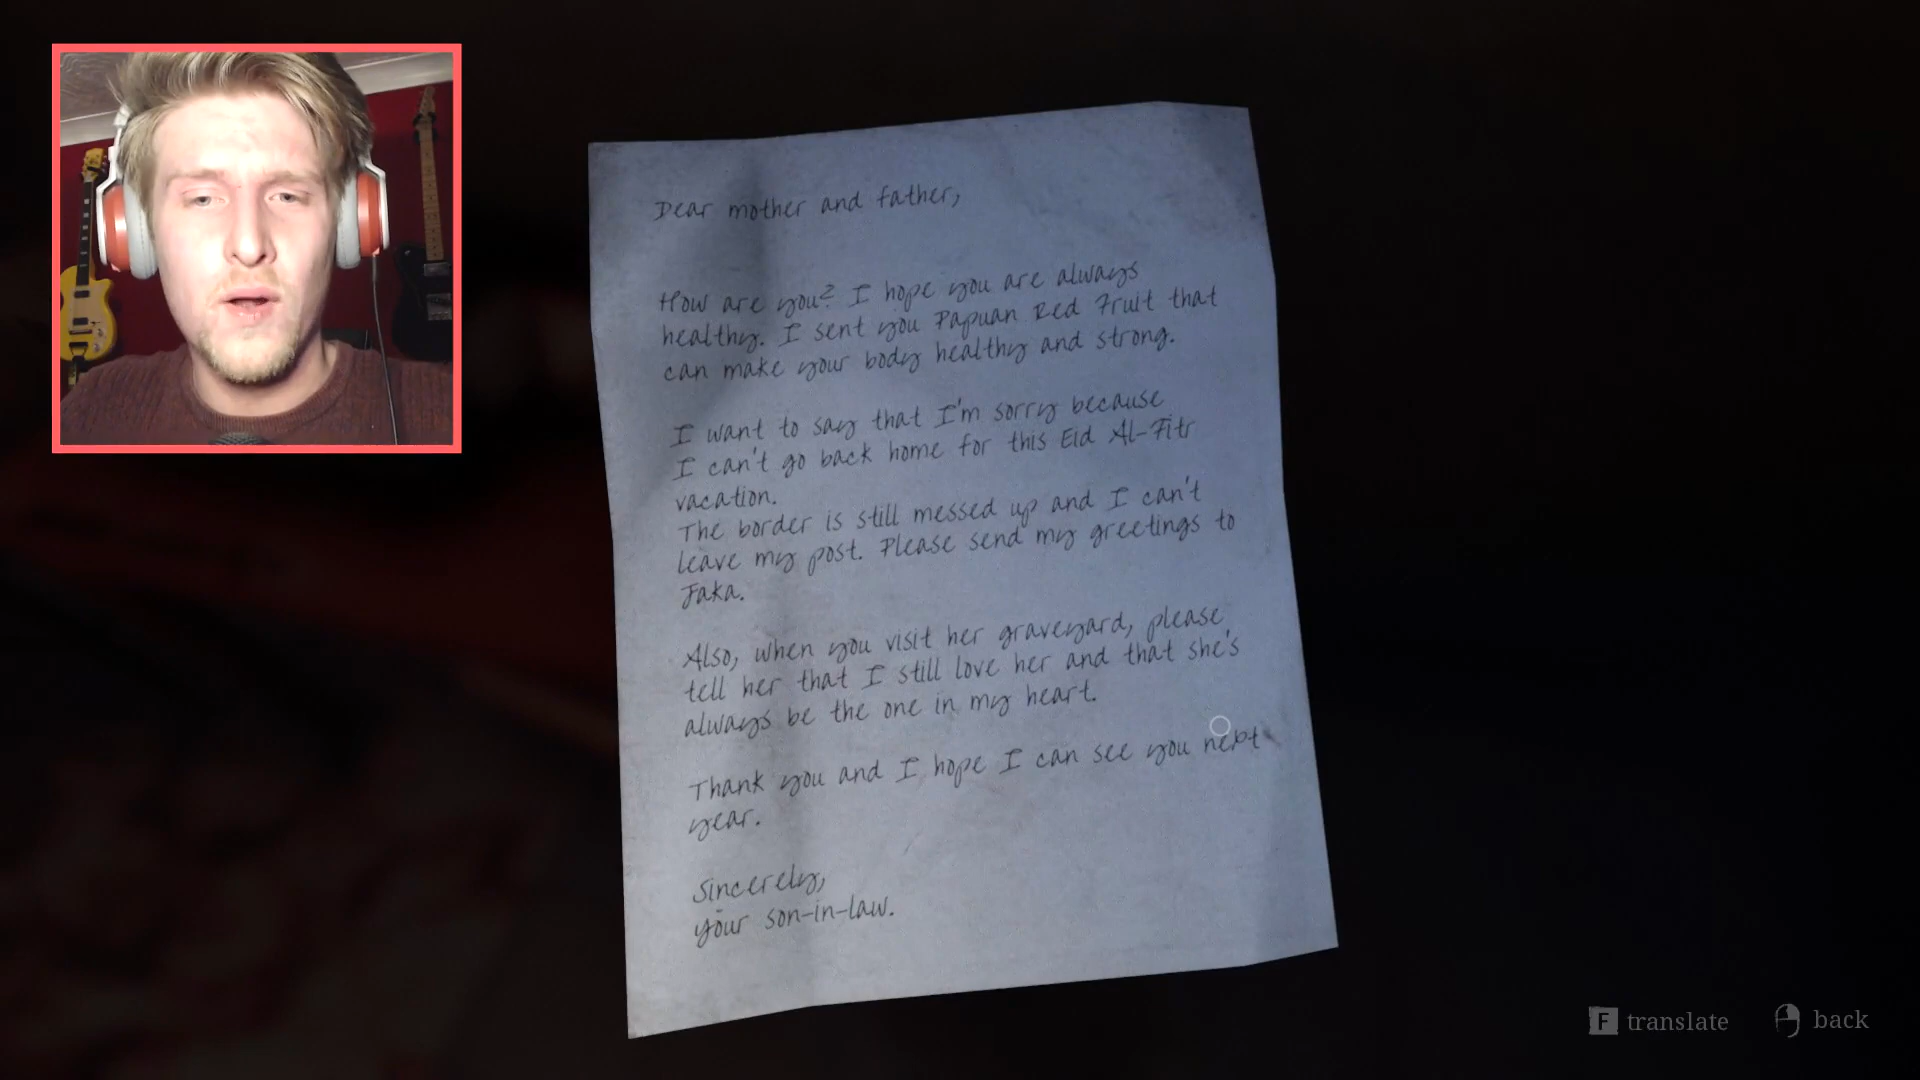 Dear mother and father,
How are you? I hope you are always
healthy. I sent you Papuan Red Fruit that
can make your body healthy and strong.
I want to say that I'm sorry because
I can't go back home for this Eid Al-Fitr
vacation.
The border is still messed up and I can't
leave my post. Please send my greetings to
Jaka.
Also, when you visit her graveyard, please
tell her that I still love her and that she's
always be the one in my heart.
Thank you and I hope I can see you next
year.
Sincerely,
your son-in-law.
F translate back